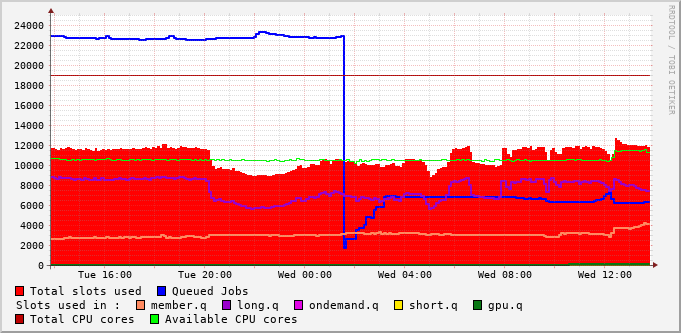 24000
22000
20000
18000
16000
14000
12000
10000
8000
6000
4000
2000
0
Tue 16:00 Tue 20:00 Wed 00:00 Wed 04:00 Wed 08:00 Wed 12:00
Total slots used Queued Jobs
Slots used in : member.q long.q ondemand.q short.q gpu.q
Total CPU cores Available CPU cores
RRDTOOL / TOBI OETIKER